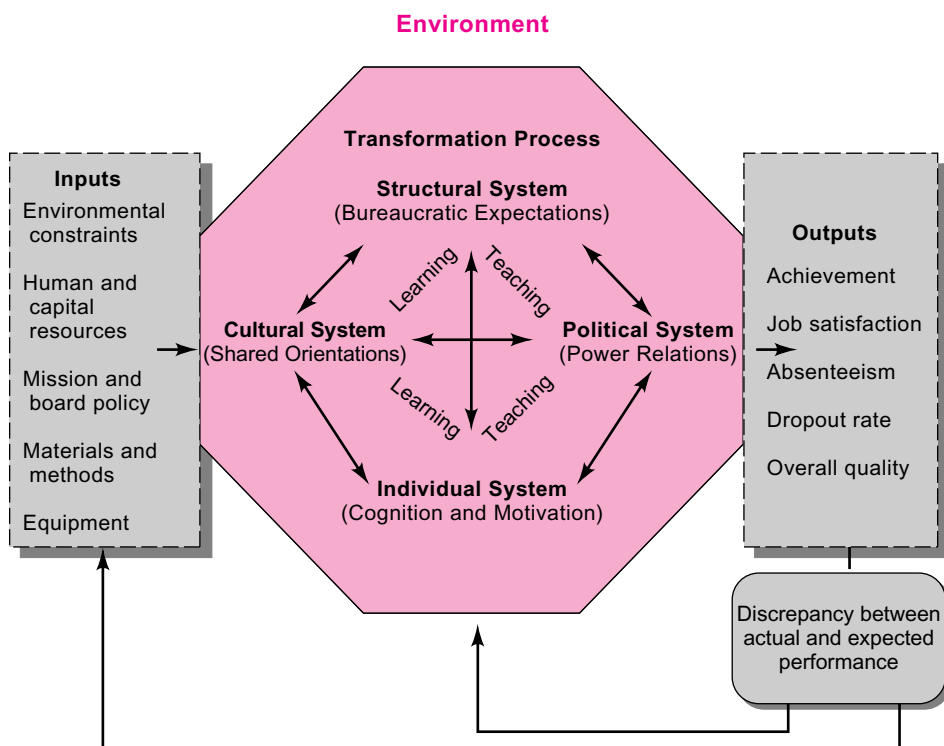 Environment
Transformation Process
Structural System
(Bureaucratic Expectations)
Learning
Teaching
Cultural System
(Shared Orientations)
Political System
(Power Relations)
Learning
Teaching
Individual System
(Cognition and Motivation)
Inputs
Environmental
constraints
Human and
capital
resources
Mission and
board policy
Materials and
methods
Equipment
Outputs
Achievement
Job satisfaction
Absenteeism
Dropout rate
Overall quality
Discrepancy between
actual and expected
performance